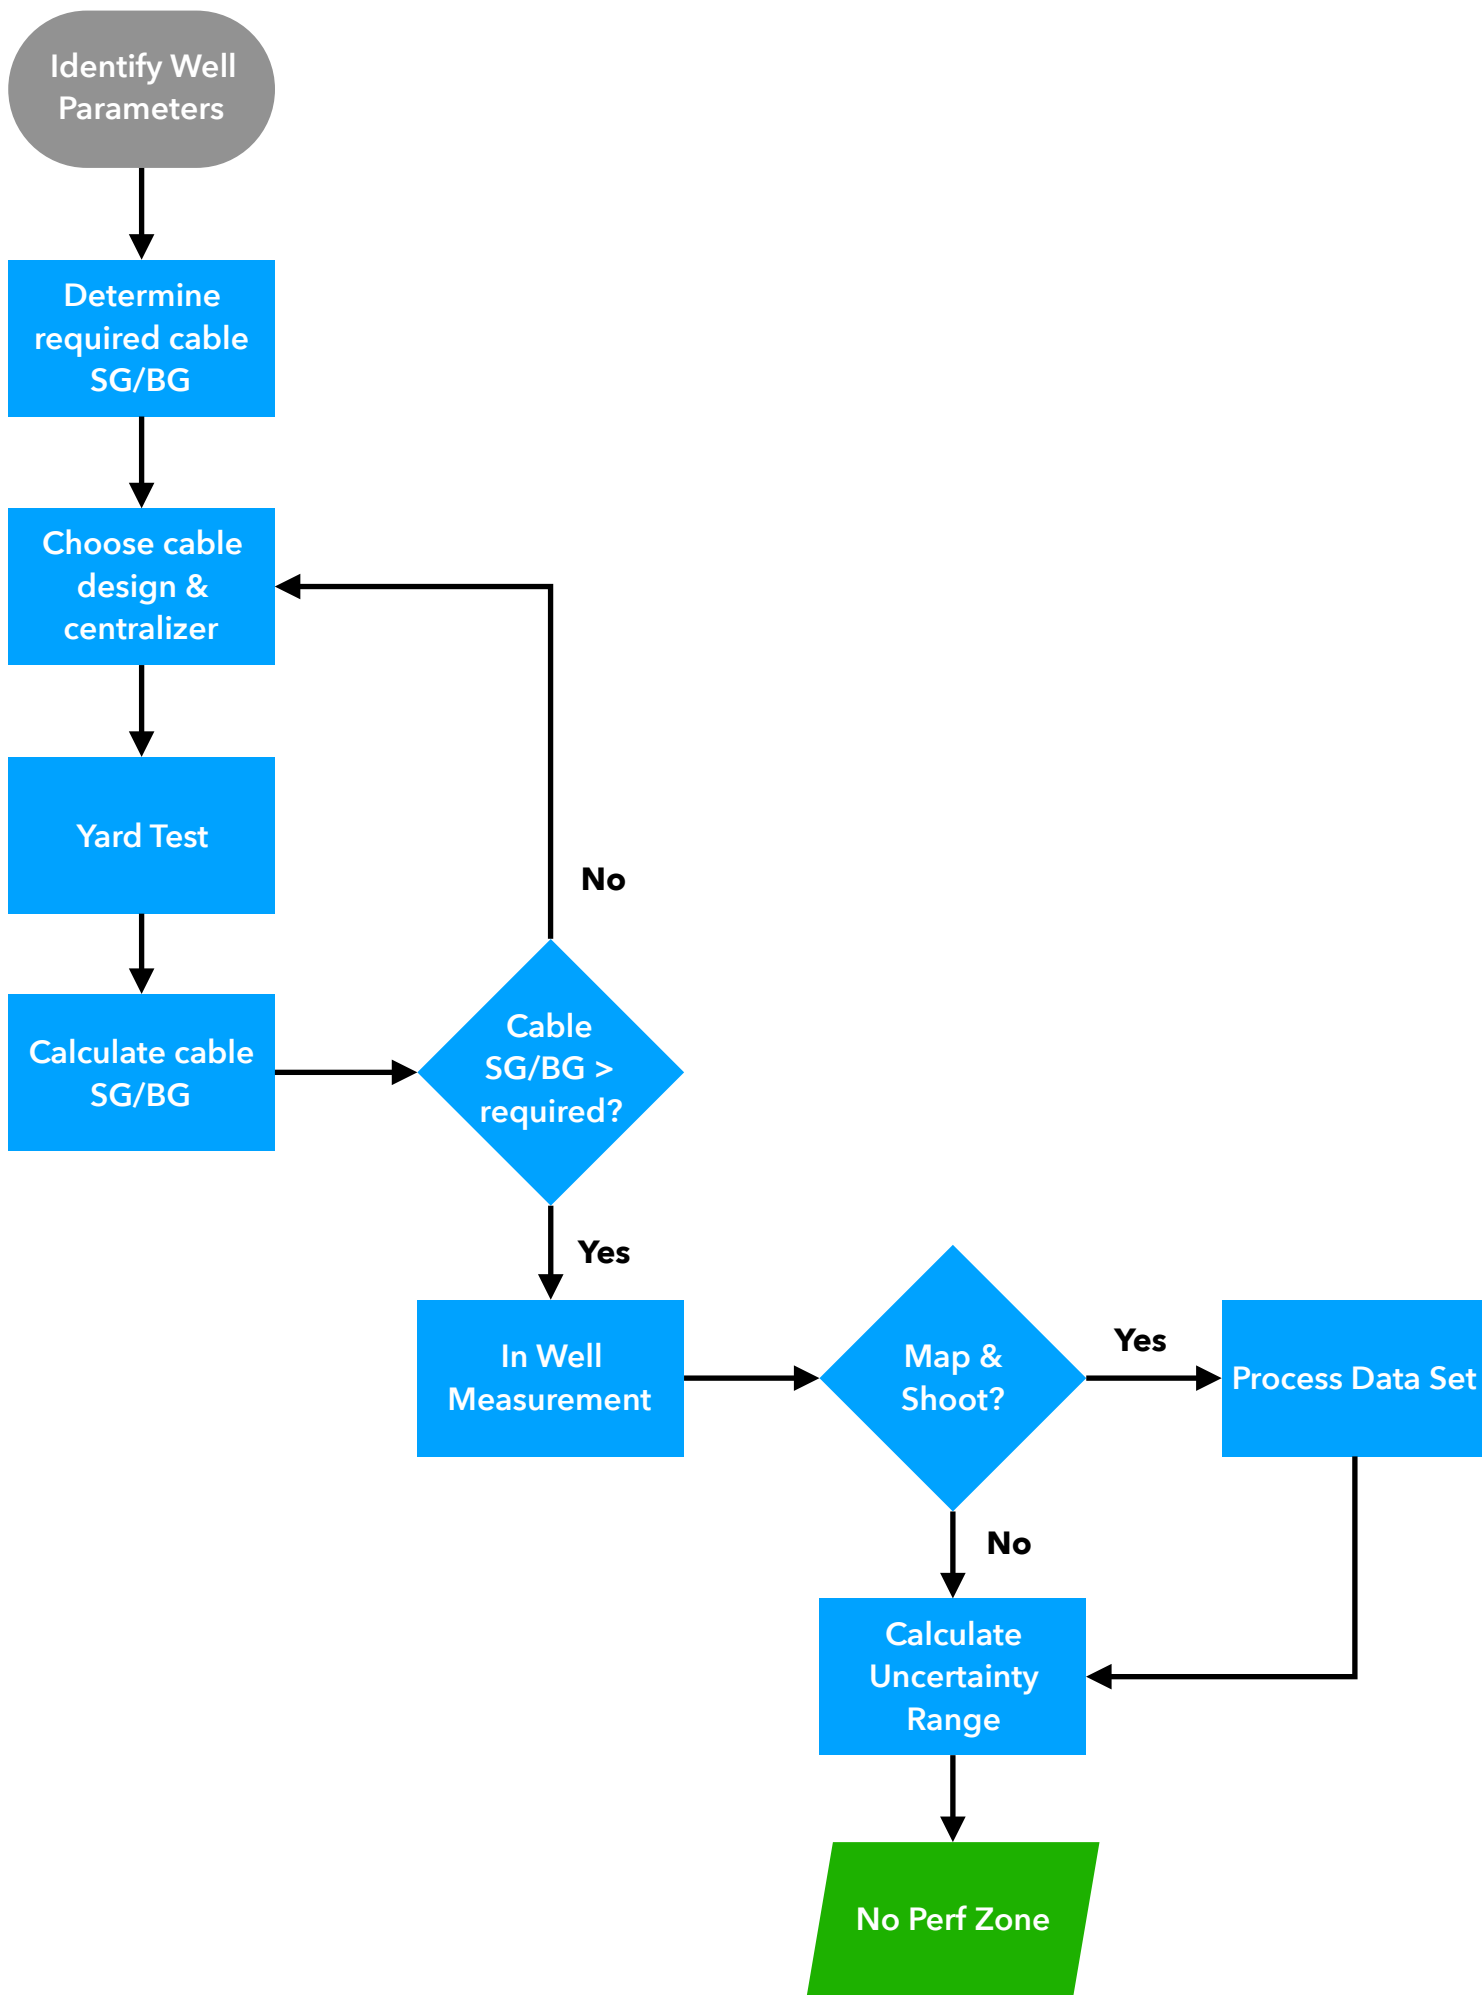 Identify Well
Parameters
Determine
required cable
SG/BG
Choose cable
design &
centralizer
Yard Test
Calculate cable
SG/BG
No
Cable
SG/BG >
required?
Yes
In Well
Measurement
Map &
Shoot?
Yes
Process Data Set
No
Calculate
Uncertainty
Range
No Perf Zone